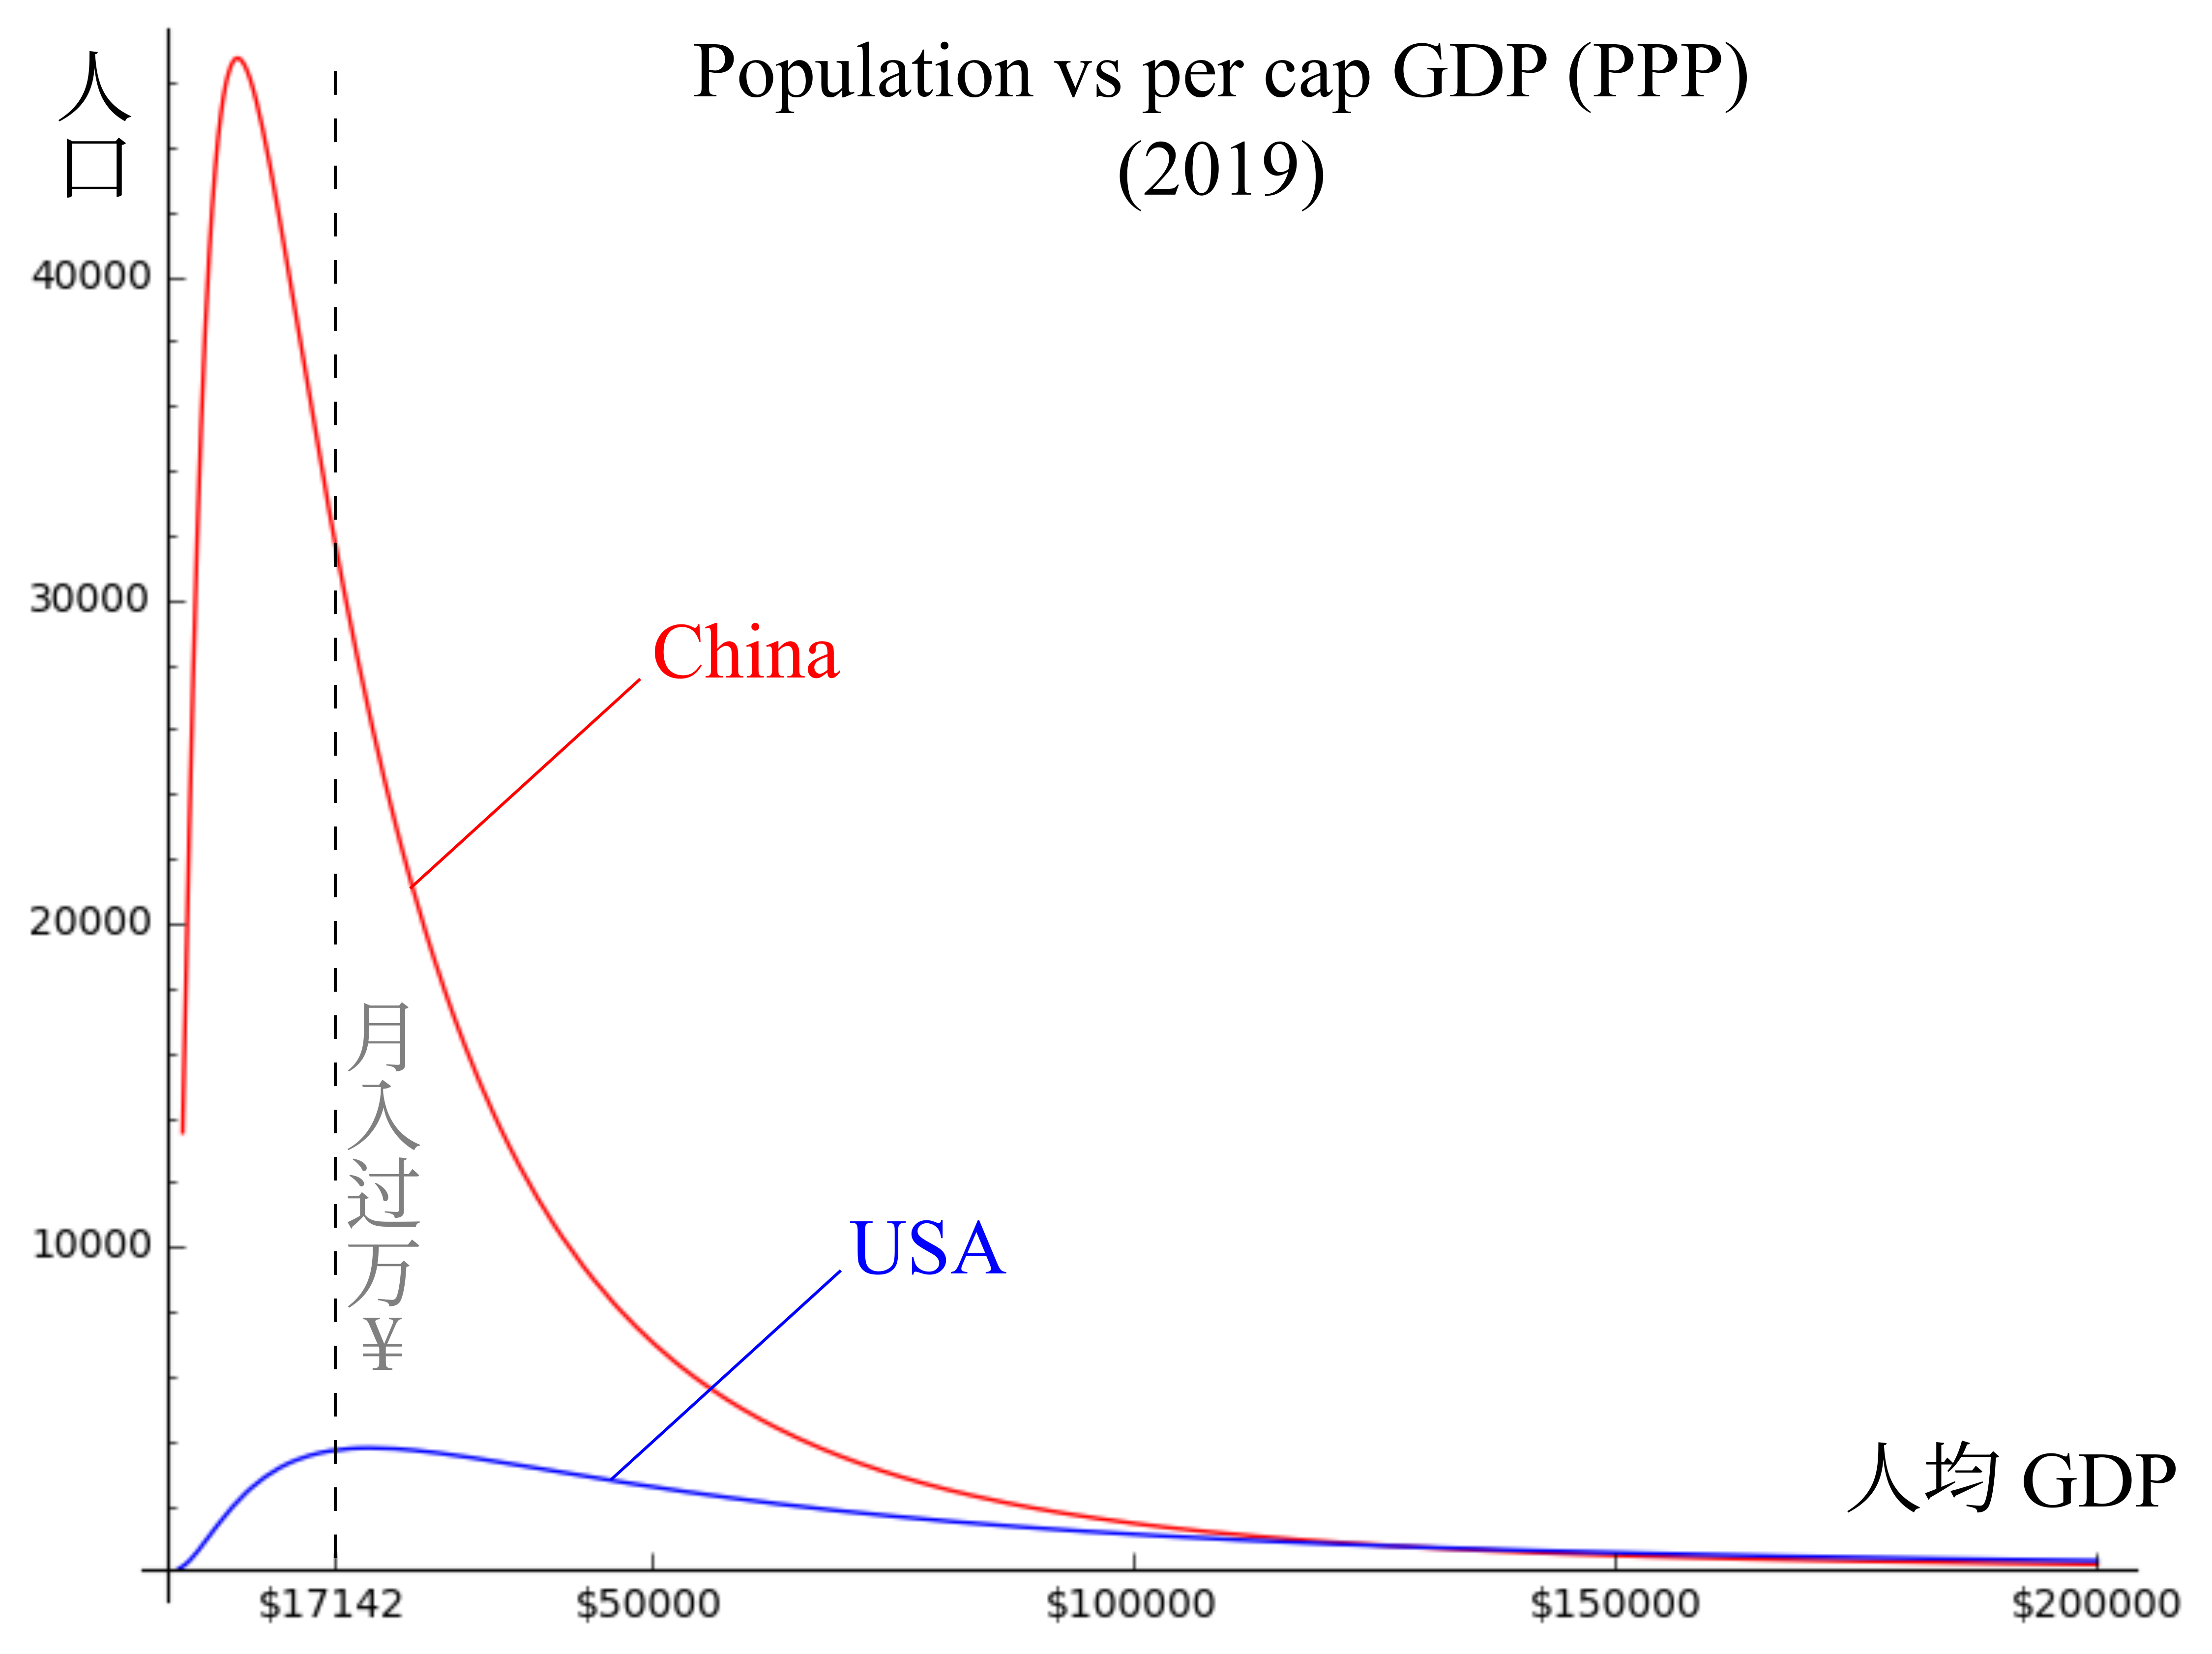 Population vs per cap GDP (PPP)
(2019)
人口
40000
30000
20000
10000
China
USA
月入过万¥
人均 GDP
$17142
$50000
$100000
$150000
$200000